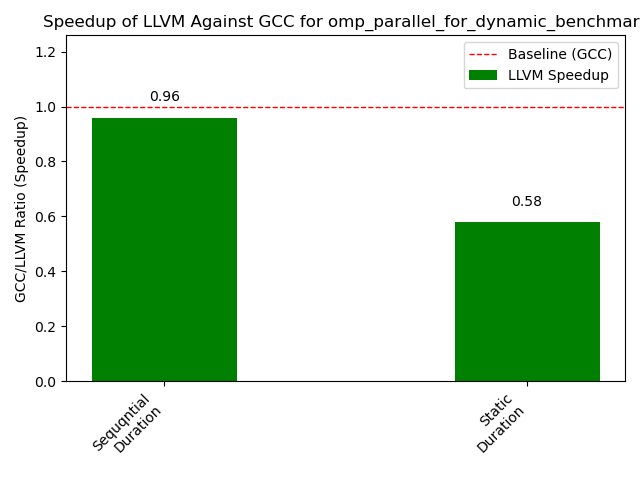 Speedup of LLVM Against GCC for omp_parallel_for_dynamic_benchmar
Baseline (GCC)
LLVM Speedup
GCC/LLVM Ratio (Speedup)
1.2
1.0
0.8
0.6
0.4
0.2
0.0
0.96
0.58
Sequqntial
Duration
Static
Duration